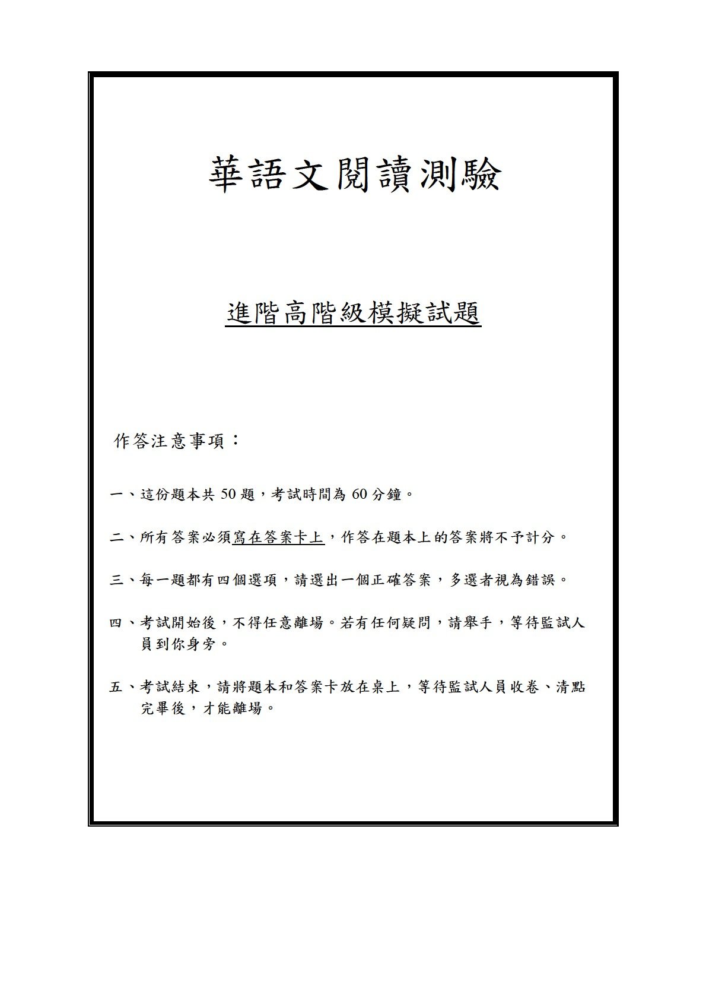 華語文閱讀測驗
進階高階級模擬試題
作答注意事項：
一、這份題本共 50 題，考試時間為 60 分鐘。
二、所有答案必須寫在答案卡上，作答在題本上的答案將不予計分。
三、每一題都有四個選項，請選出一個正確答案，多選者視為錯誤。
四、考試開始後，不得任意離場。若有任何疑問，請舉手，等待監試人
員到你身旁。
五、考試結束，請將題本和答案卡放在桌上，等待監試人員收卷、清點
完畢後，才能離場。